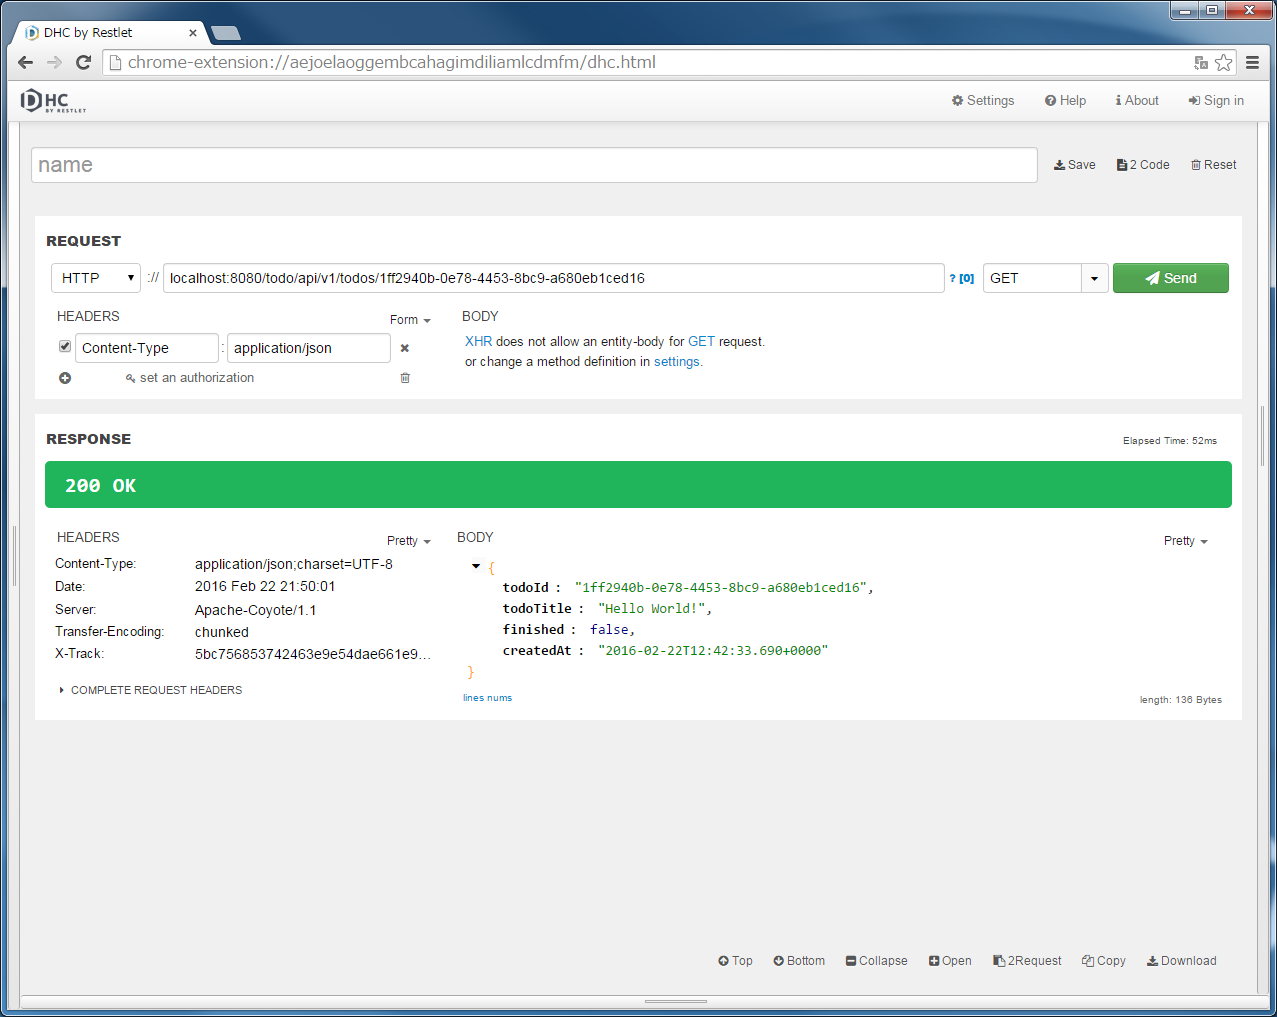 DHC by Restlet
chrome-extension://aejoelaoggembcahagimdiliamlcdmfm/dhc.html
DHC BY RESTLET Settings Help About Sign in
name Save 2 Code Reset
REQUEST
HTTP :// localhost:8080/todo/api/v1/todos/1ff2940b-0e78-4453-8bc9-a680eb1ced16 ? [0] GET Send
HEADERS Form BODY
Content-Type : application/json XHR does not allow an entity-body for GET request.
or change a method definition in settings.
set an authorization
RESPONSE Elapsed Time: 52ms
200 OK
HEADERS Pretty BODY Pretty
Content-Type: application/json;charset=UTF-8 {
Date: 2016 Feb 22 21:50:01 todoId : "1ff2940b-0e78-4453-8bc9-a680eb1ced16",
Server: Apache-Coyote/1.1 todoTitle : "Hello World!",
Transfer-Encoding: chunked finished : false,
X-Track: 5bc756853742463e9e54dae661e9... createdAt : "2016-02-22T12:42:33.690+0000"
}
COMPLETE REQUEST HEADERS lines nums length: 136 Bytes
Top Bottom Collapse Open 2Request Copy Download